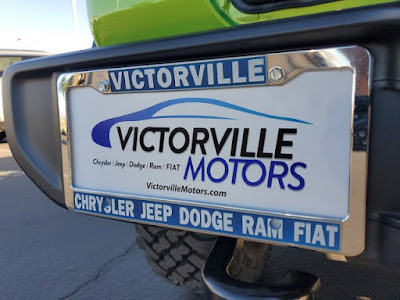 VICTORVILLE
VICTORVILLE
Chrysler / Jeep / Dodge / Ram / FIAT
MOTORS
VictorvilleMotors.com
CHRYSLER JEEP DODGE RAM FIAT